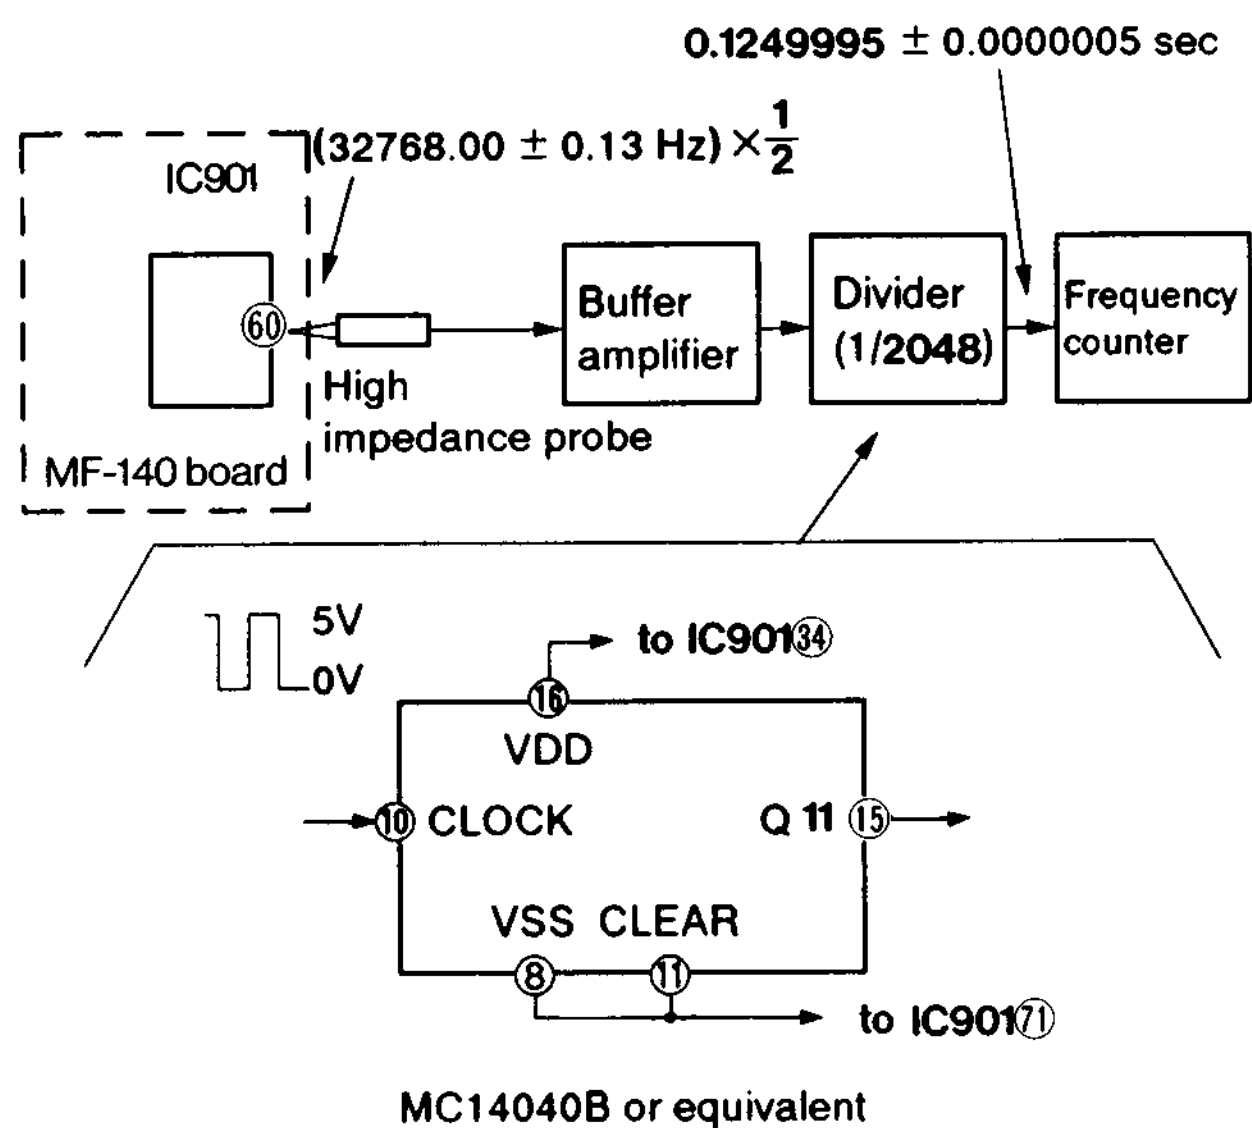 0.1249995 ± 0.0000005 sec
(32768.00 ± 0.13 Hz) × 1/2
IC901
60
Buffer
amplifier
Divider
(1/2048)
Frequency
counter
High
impedance probe
MF-140 board
5V
0V
to IC901 34
16
VDD
10 CLOCK
Q 11 15
VSS CLEAR
8 11
to IC901 71
MC14040B or equivalent